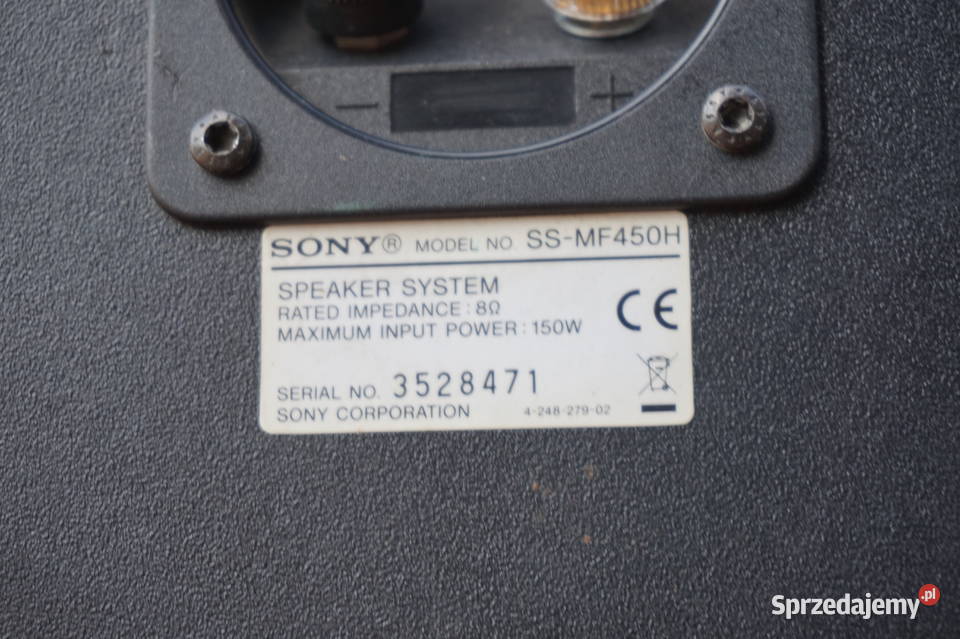 − +
SONY® MODEL NO SS-MF450H
SPEAKER SYSTEM
RATED IMPEDANCE : 8Ω
MAXIMUM INPUT POWER : 150W
CE
SERIAL NO. 3528471
SONY CORPORATION 4-248-279-02
Sprzedajemy.pl